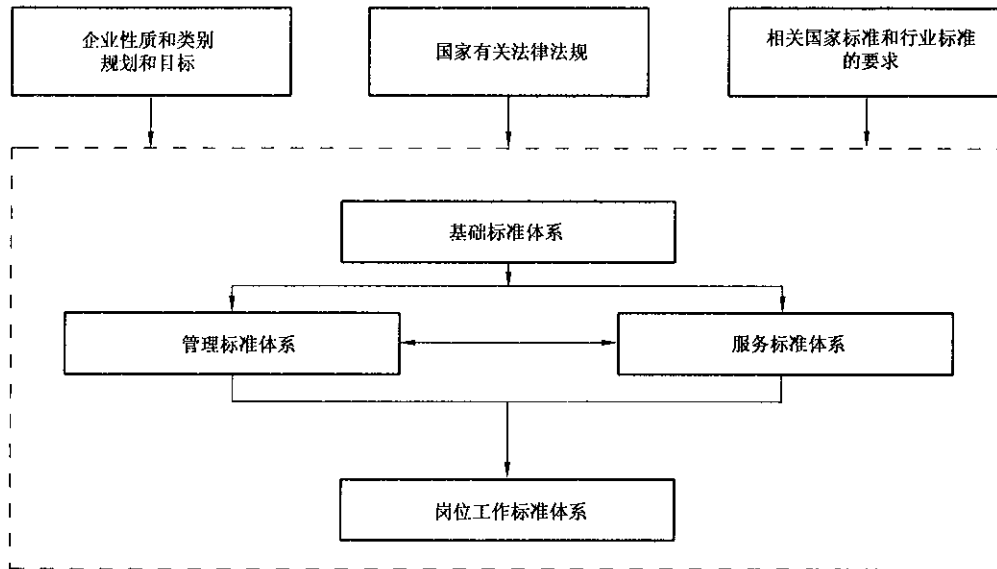 企业性质和类别
规划和目标
国家有关法律法规
相关国家标准和行业标准
的要求
基础标准体系
管理标准体系
服务标准体系
岗位工作标准体系